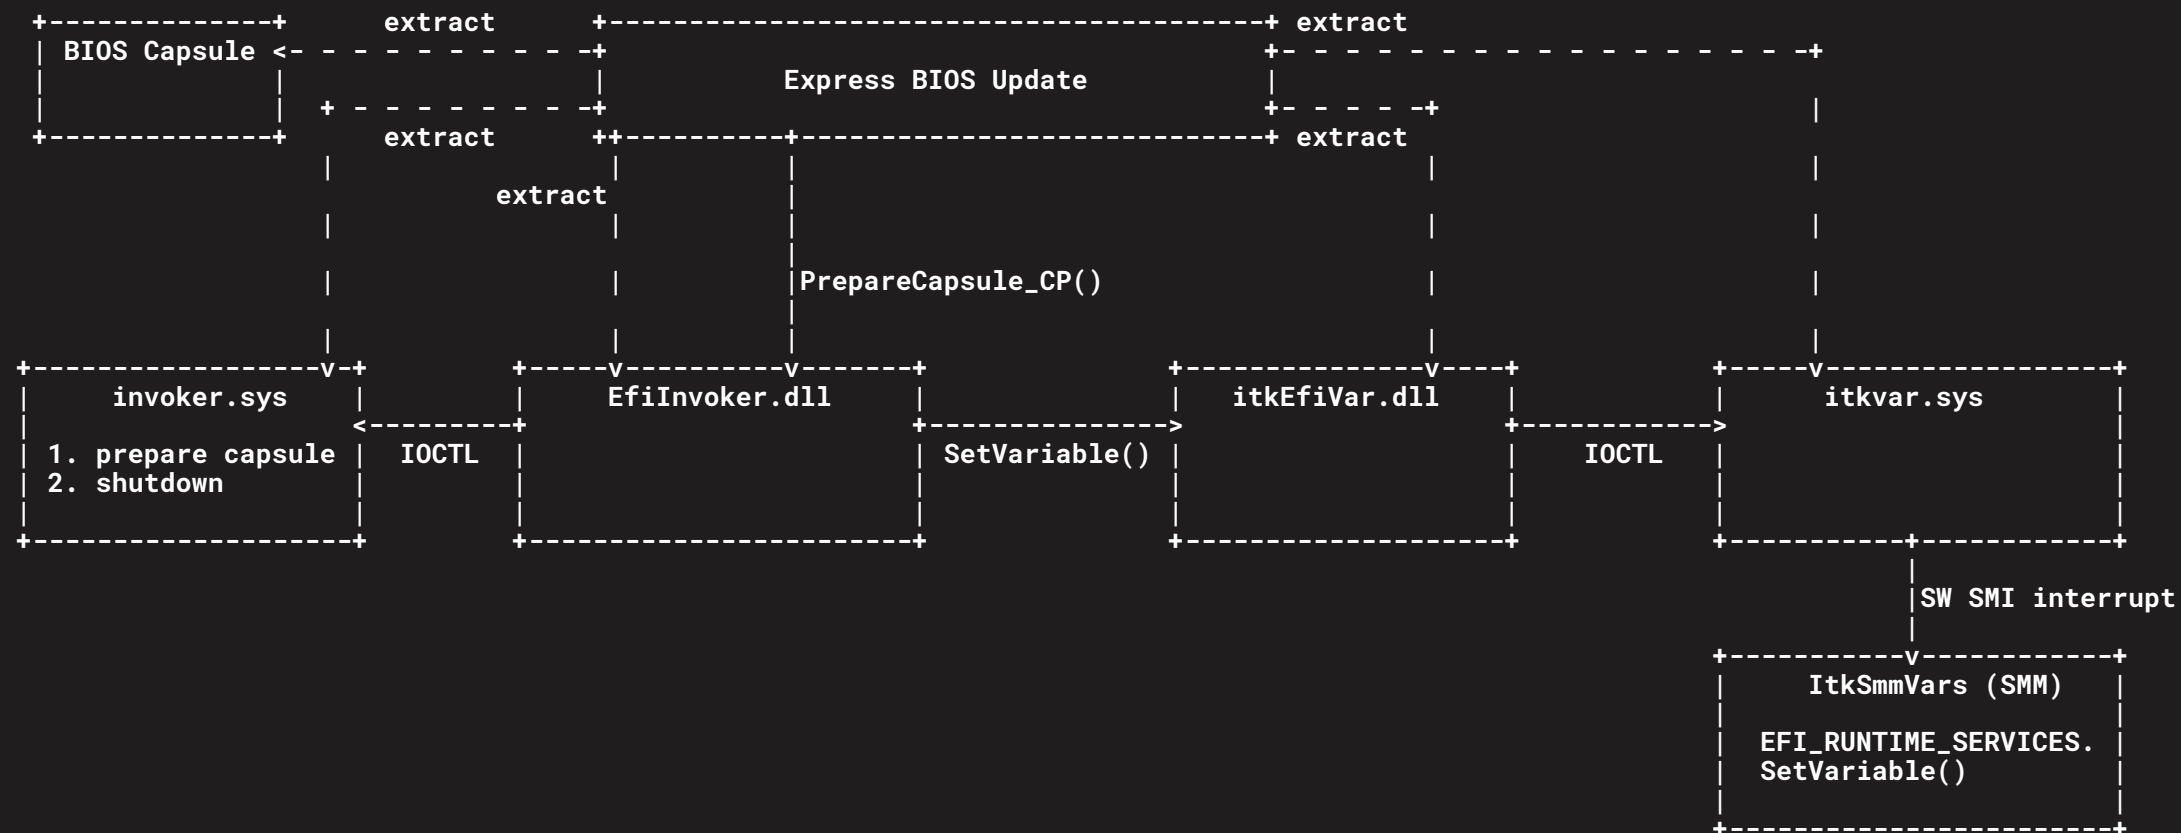 extract
extract
BIOS Capsule
Express BIOS Update
extract
extract
extract
PrepareCapsule_CP()
invoker.sys
EfiInvoker.dll
itkEfiVar.dll
itkvar.sys
1. prepare capsule
IOCTL
SetVariable()
IOCTL
2. shutdown
SW SMI interrupt
ItkSmmVars (SMM)
EFI_RUNTIME_SERVICES.
SetVariable()